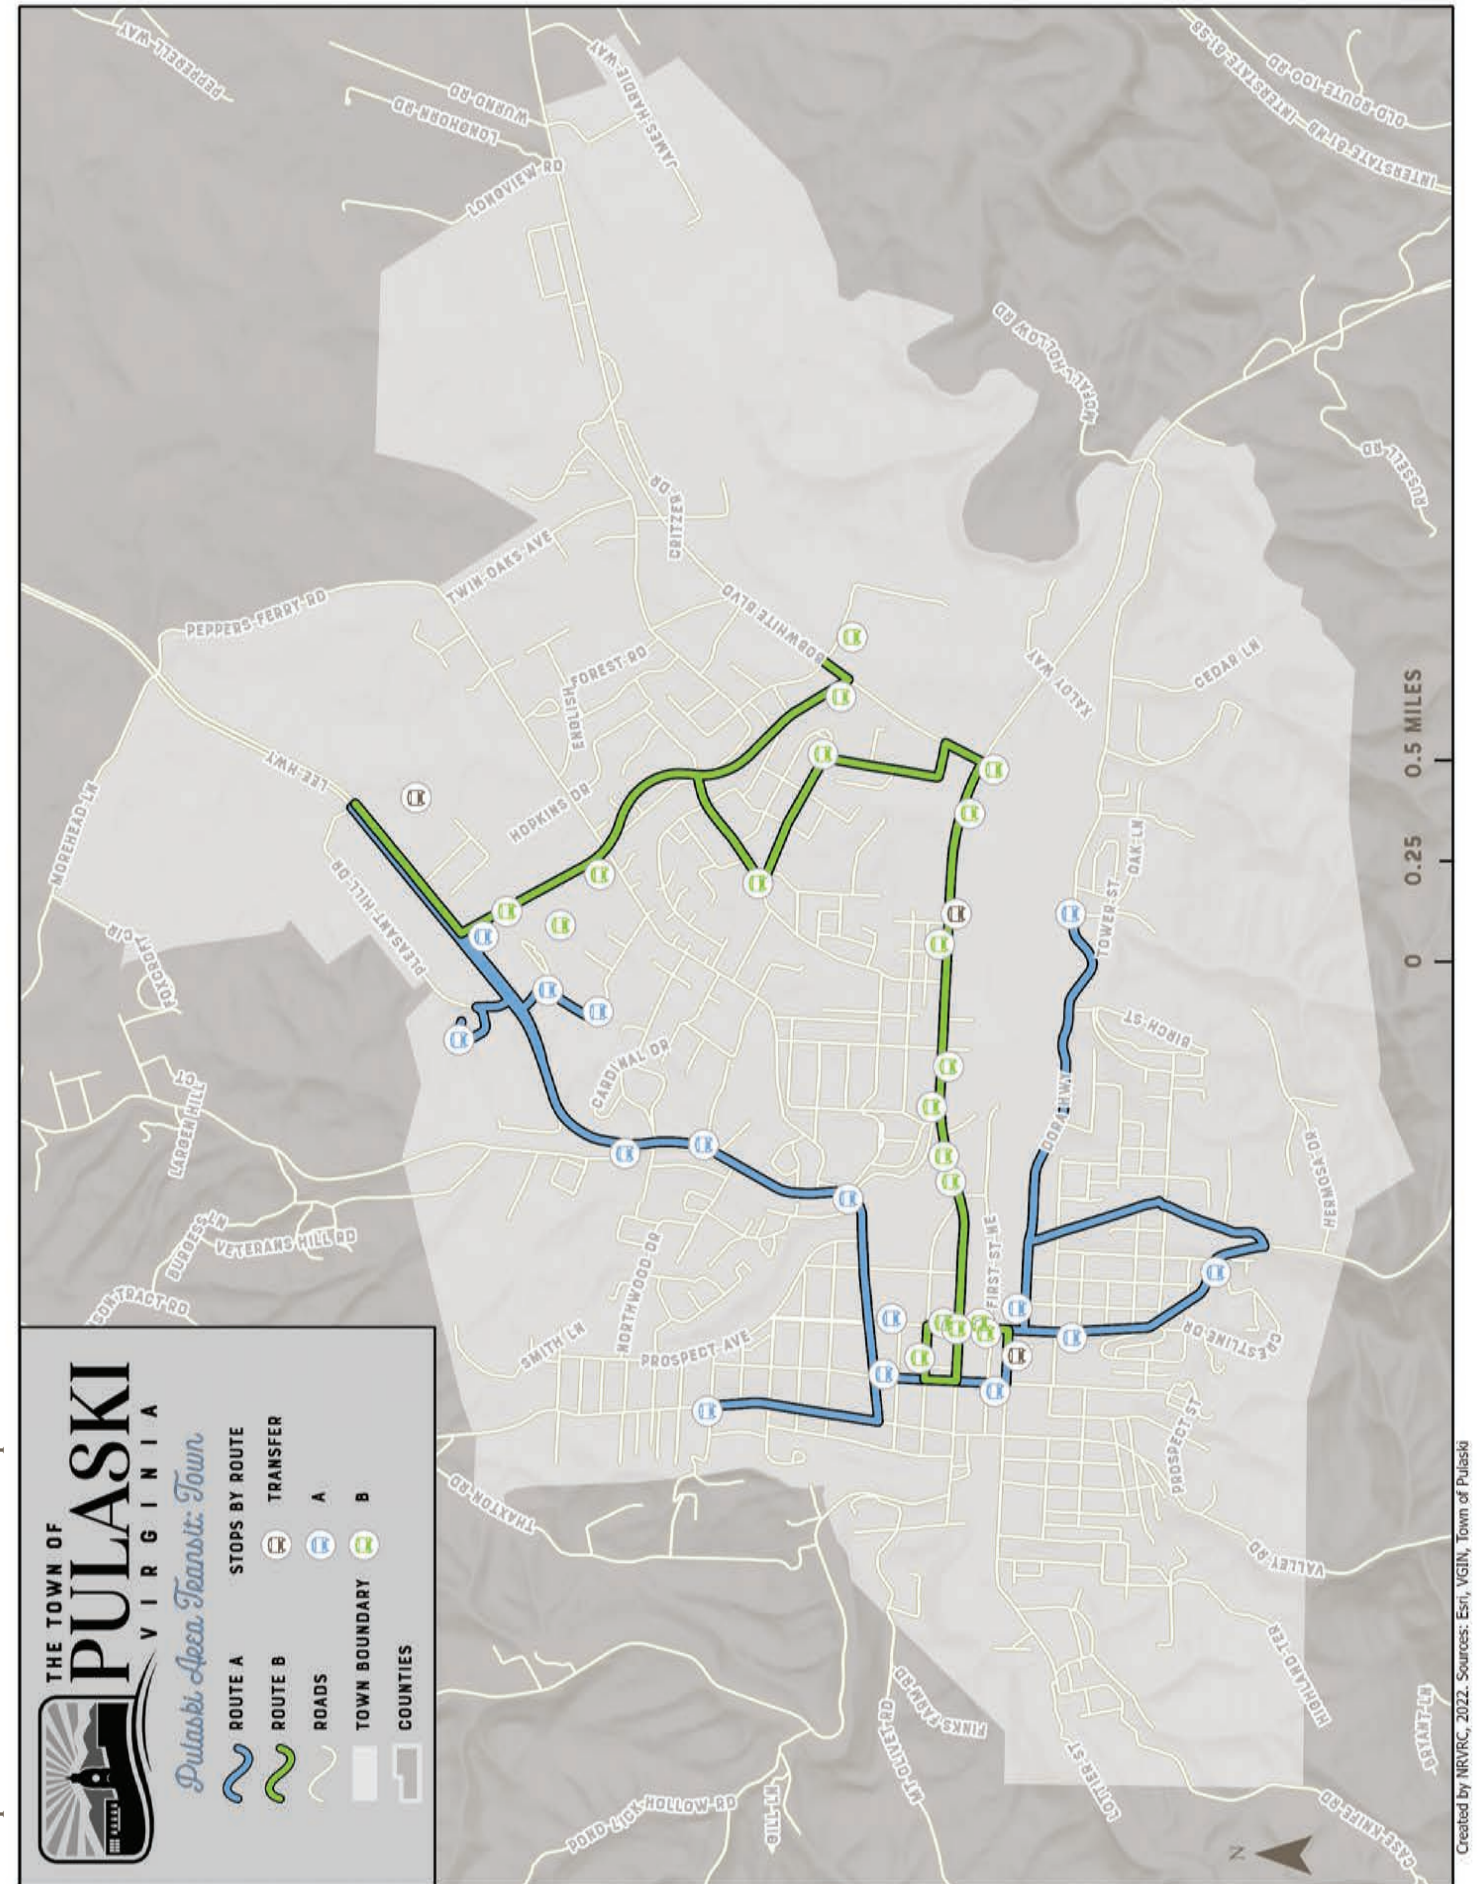 THE TOWN OF
PULASKI
VIRGINIA
Pulaski Area Transit: Town
ROUTE A
ROUTE B
ROADS
TOWN BOUNDARY
COUNTIES
STOPS BY ROUTE
TRANSFER
A
B
PEPPERELL-WAY
WURNO-RD
LONGHORN-RD
LONGVIEW RD
JAMES-HARDIE-WAY
OLD-ROUTE-100-RD
INTERSTATE-81-SB
INTERSTATE-81-ND
MCFALL-HOLLOW RD
RUSSELL-RD
CRITZER-DR
TWIN-OAKS-AVE
PEPPERS-FERRY-RD
BOBWHITE BLVD
ENGLISH-FOREST-RD
XALOY WAY
CEDAR LN
LEE-HWY
MOREHEAD-LN
HOPKINS DR
PLEASANT-HILL-DR
FOXCROFT-CIR
OAK-LN
TOWER-ST
BIRCH-ST
CARDINAL DR
LARGEN HILL CT
DORA-HWY
HERMOSA-DR
BURGESS-LN
VETERANS-HILL-RD
NORTHWOOD-DR
FIRST-ST-NE
SMITH LN
PROSPECT-AVE
CRESTLINE-DR
PROSPECT-ST
THAXTON-RD
VALLEY-RD
HIGHLAND-TER
PINKS-FARM-RD
MT-OLIVET-RD
LOTTIER-ST
POND-LICK-HOLLOW-RD
GILL-LN
BRYANT-LN
CASE-KNIFE-RD
N
0 0.25 0.5 MILES
Created by NRVRC, 2022. Sources: Esri, VGIN, Town of Pulaski